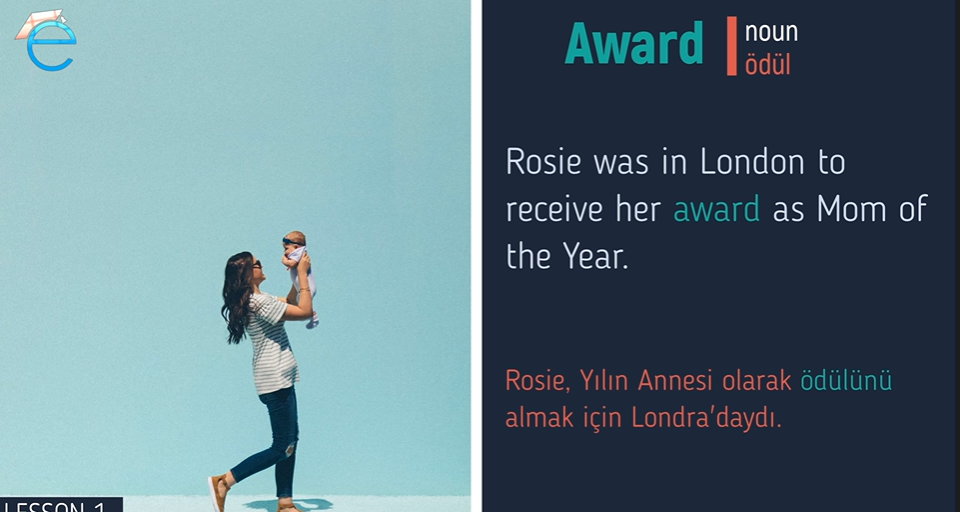 Award
noun
ödül
Rosie was in London to
receive her award as Mom of
the Year.
Rosie, Yılın Annesi olarak ödülünü
almak için Londra'daydı.
LESSON 1